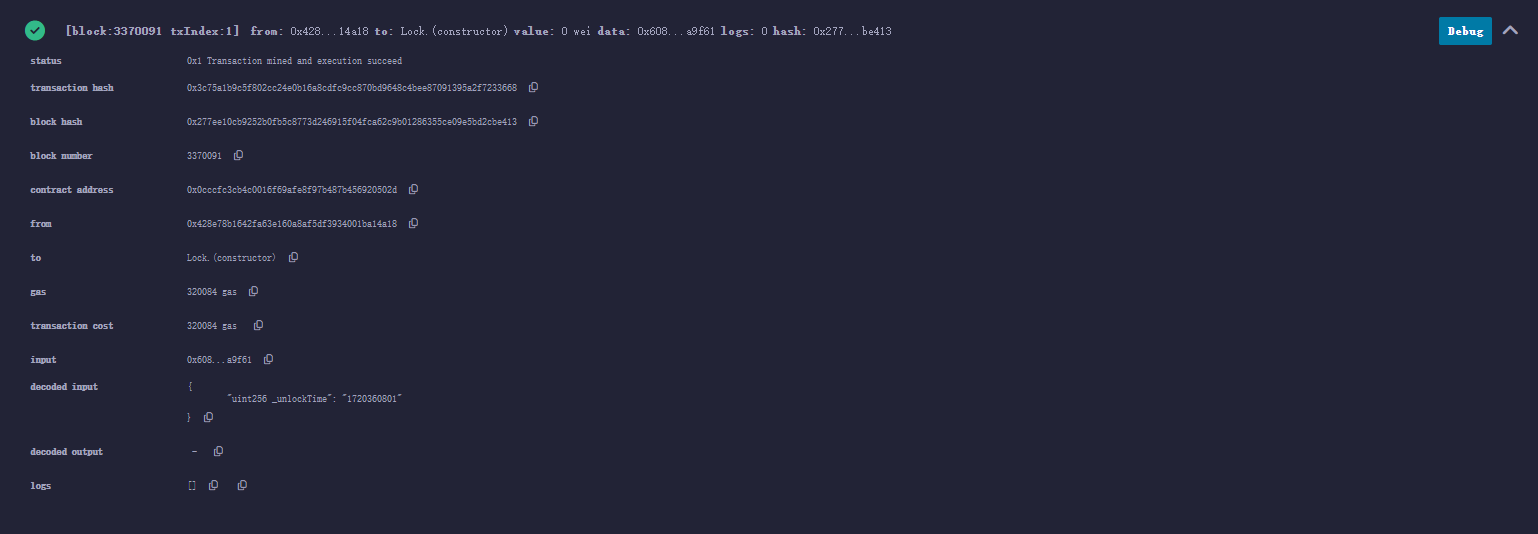 [block:3370091 txIndex:1] from: 0x428...14a18 to: Lock.(constructor) value: 0 wei data: 0x608...a9f61 logs: 0 hash: 0x277...be413 Debug
status 0x1 Transaction mined and execution succeed
transaction hash 0x3c75a1b9c5f802cc24e0b16a8cdfc9cc870bd9648c4bee87091395a2f7233668
block hash 0x277ee10cb9252b0fb5c8773d246915f04fca62c9b01286355ce09e5bd2cbe413
block number 3370091
contract address 0x0cccfc3cb4c0016f69afe8f97b487b456920502d
from 0x428e78b1642fa63e160a8af5df3934001ba14a18
to Lock.(constructor)
gas 320084 gas
transaction cost 320084 gas
input 0x608...a9f61
decoded input {
"uint256 _unlockTime": "1720360801"
}
decoded output -
logs []